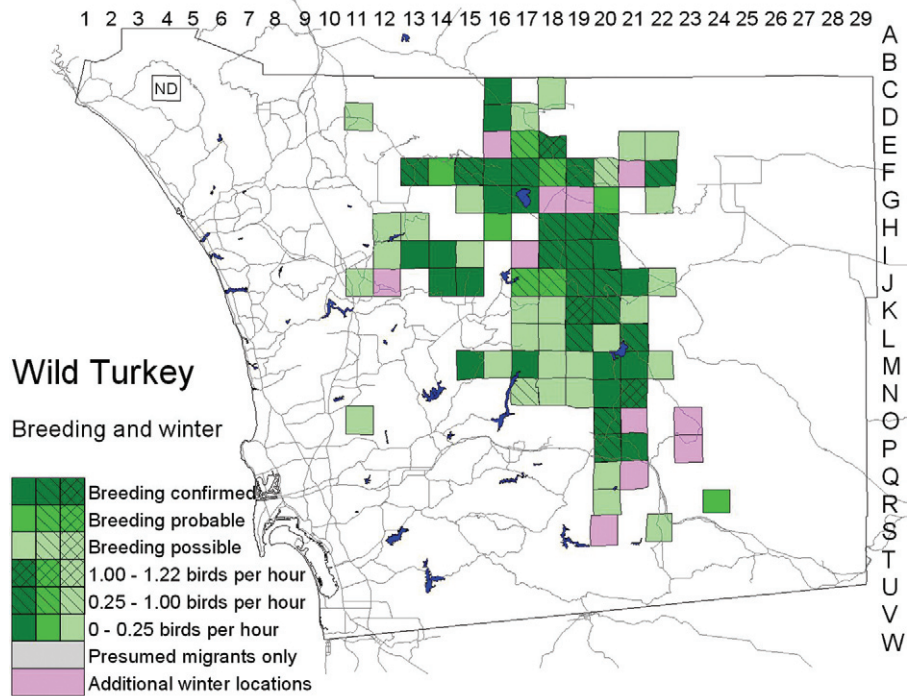 1 2 3 4 5 6 7 8 9 10 11 12 13 14 15 16 17 18 19 20 21 22 23 24 25 26 27 28 29
A
B
C
D
E
F
G
H
I
J
K
L
M
N
O
P
Q
R
S
T
U
V
W
ND
Wild Turkey
Breeding and winter
Breeding confirmed
Breeding probable
Breeding possible
1.00 - 1.22 birds per hour
0.25 - 1.00 birds per hour
0 - 0.25 birds per hour
Presumed migrants only
Additional winter locations